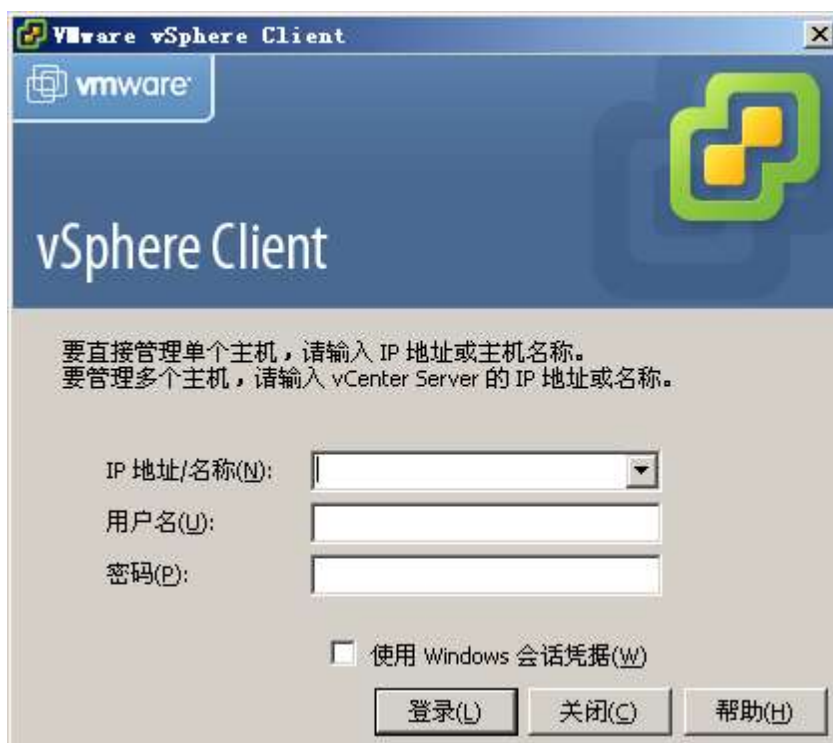 VMware vSphere Client
vmware
vSphere Client
要直接管理单个主机，请输入 IP 地址或主机名称。
要管理多个主机，请输入 vCenter Server 的 IP 地址或名称。
IP 地址/名称(N):
用户名(U):
密码(P):
使用 Windows 会话凭据(W)
登录(L) 关闭(C) 帮助(H)